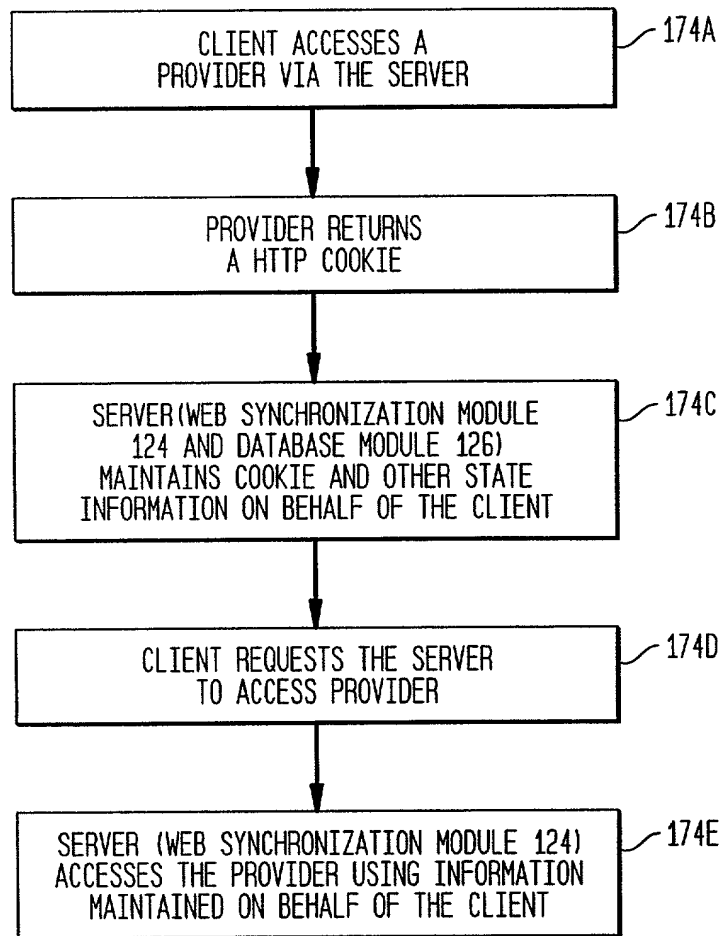 CLIENT ACCESSES A
PROVIDER VIA THE SERVER
174A
PROVIDER RETURNS
A HTTP COOKIE
174B
SERVER(WEB SYNCHRONIZATION MODULE
124 AND DATABASE MODULE 126)
MAINTAINS COOKIE AND OTHER STATE
INFORMATION ON BEHALF OF THE CLIENT
174C
CLIENT REQUESTS THE SERVER
TO ACCESS PROVIDER
174D
SERVER (WEB SYNCHRONIZATION MODULE 124)
ACCESSES THE PROVIDER USING INFORMATION
MAINTAINED ON BEHALF OF THE CLIENT
174E